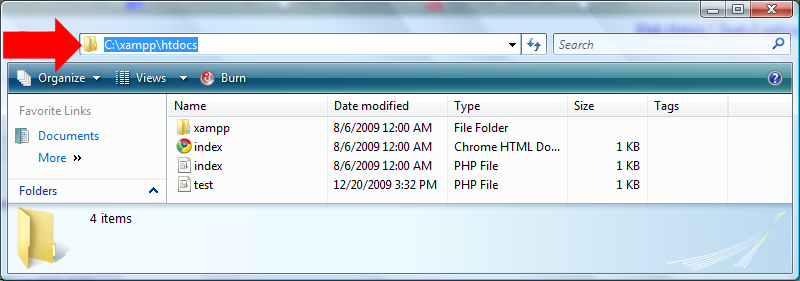 C:\xampp\htdocs
Search
Organize Views Burn
Favorite Links
Documents
More »
Folders
Name Date modified Type Size Tags
xampp 8/6/2009 12:00 AM File Folder
index 8/6/2009 12:00 AM Chrome HTML Do... 1 KB
index 8/6/2009 12:00 AM PHP File 1 KB
test 12/20/2009 3:32 PM PHP File 1 KB
4 items